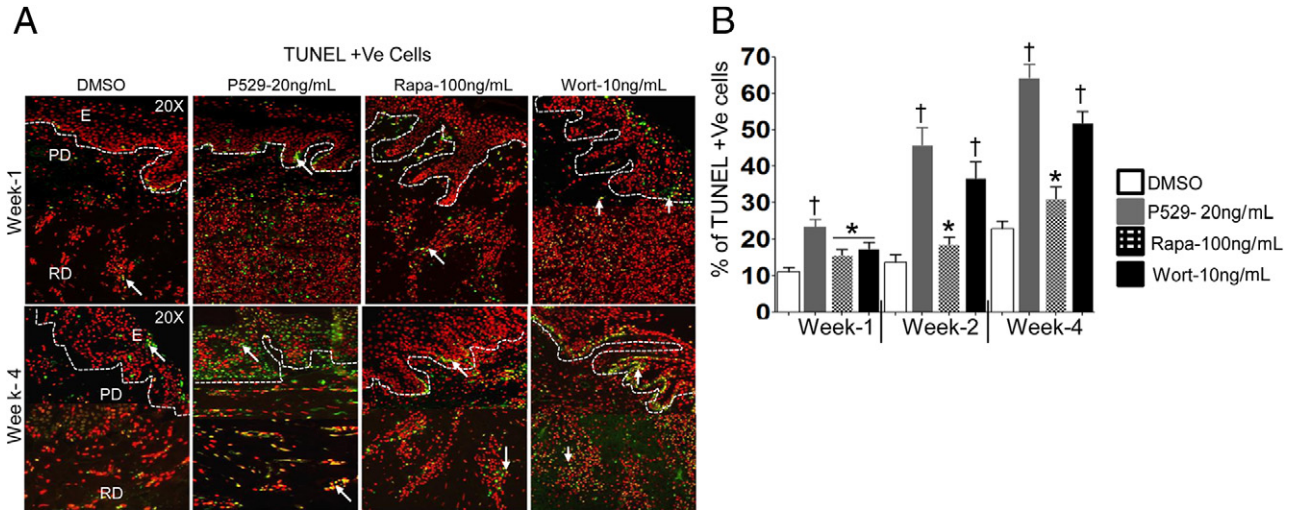 A
TUNEL +Ve Cells
DMSO P529-20ng/mL Rapa-100ng/mL Wort-10ng/mL
Week-1
E 20X
PD
RD
Week-4
20X
E
PD
RD
B
% of TUNEL +Ve cells
70
60
50
40
30
20
10
0
† * † * † † * †
Week-1 Week-2 Week-4
DMSO
P529- 20ng/mL
Rapa-100ng/mL
Wort-10ng/mL